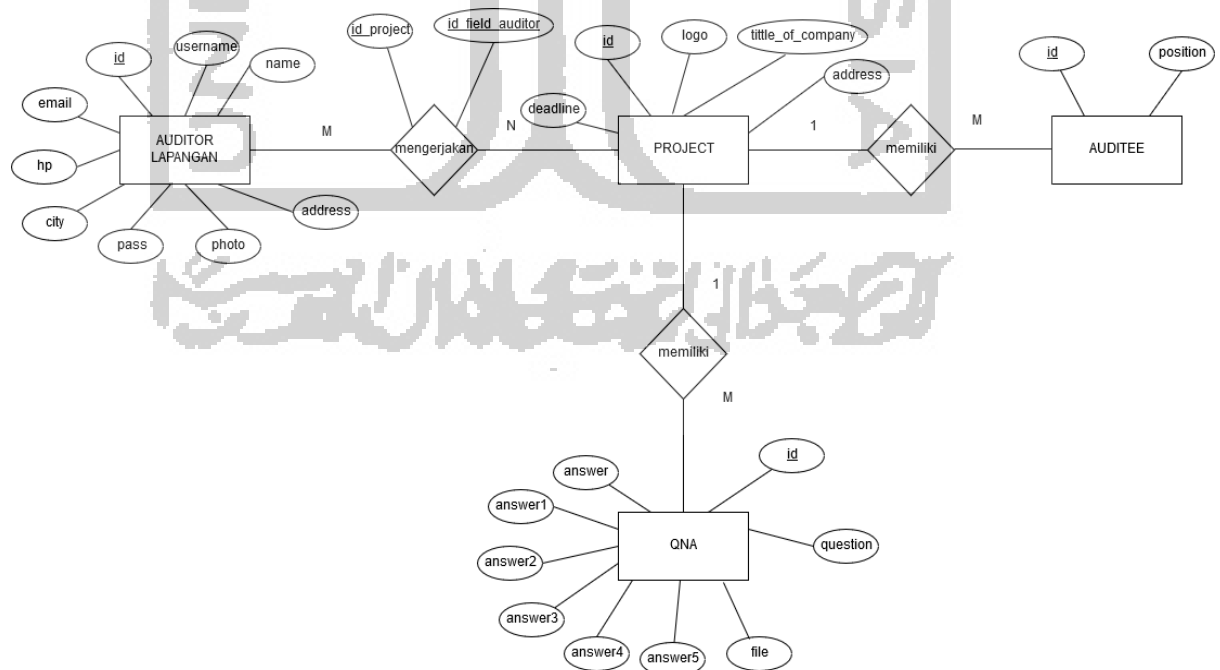 id_project
id_field_auditor
id
username
name
email
hp
city
pass
photo
address
AUDITOR
LAPANGAN
M
mengerjakan
N
id
logo
tittle_of_company
address
deadline
PROJECT
1
memiliki
M
id
position
AUDITEE
1
memiliki
M
answer
id
answer1
answer2
answer3
answer4
answer5
file
question
QNA